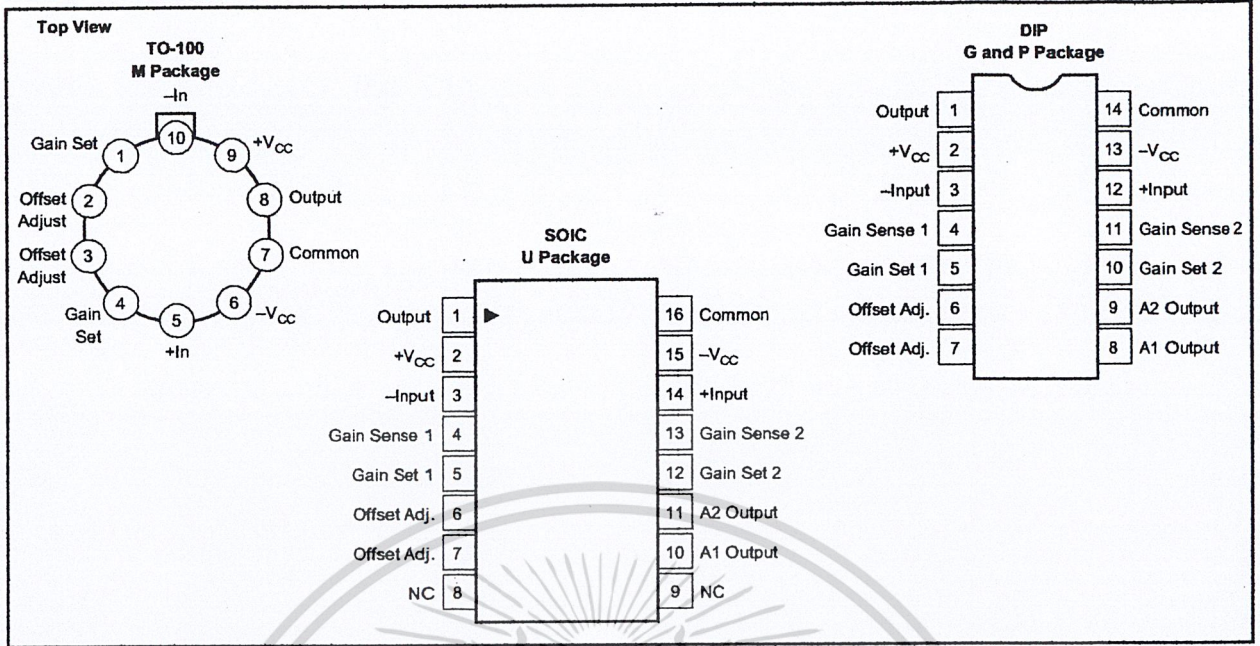 Top View
TO-100
M Package
–In
10
Gain Set 1
9 +VCC
Offset Adjust 2
8 Output
Offset Adjust 3
7 Common
Gain Set 4
6 –VCC
5
+In
SOIC
U Package
Output 1
16 Common
+VCC 2
15 –VCC
–Input 3
14 +Input
Gain Sense 1 4
13 Gain Sense 2
Gain Set 1 5
12 Gain Set 2
Offset Adj. 6
11 A2 Output
Offset Adj. 7
10 A1 Output
NC 8
9 NC
DIP
G and P Package
Output 1
14 Common
+VCC 2
13 –VCC
–Input 3
12 +Input
Gain Sense 1 4
11 Gain Sense 2
Gain Set 1 5
10 Gain Set 2
Offset Adj. 6
9 A2 Output
Offset Adj. 7
8 A1 Output